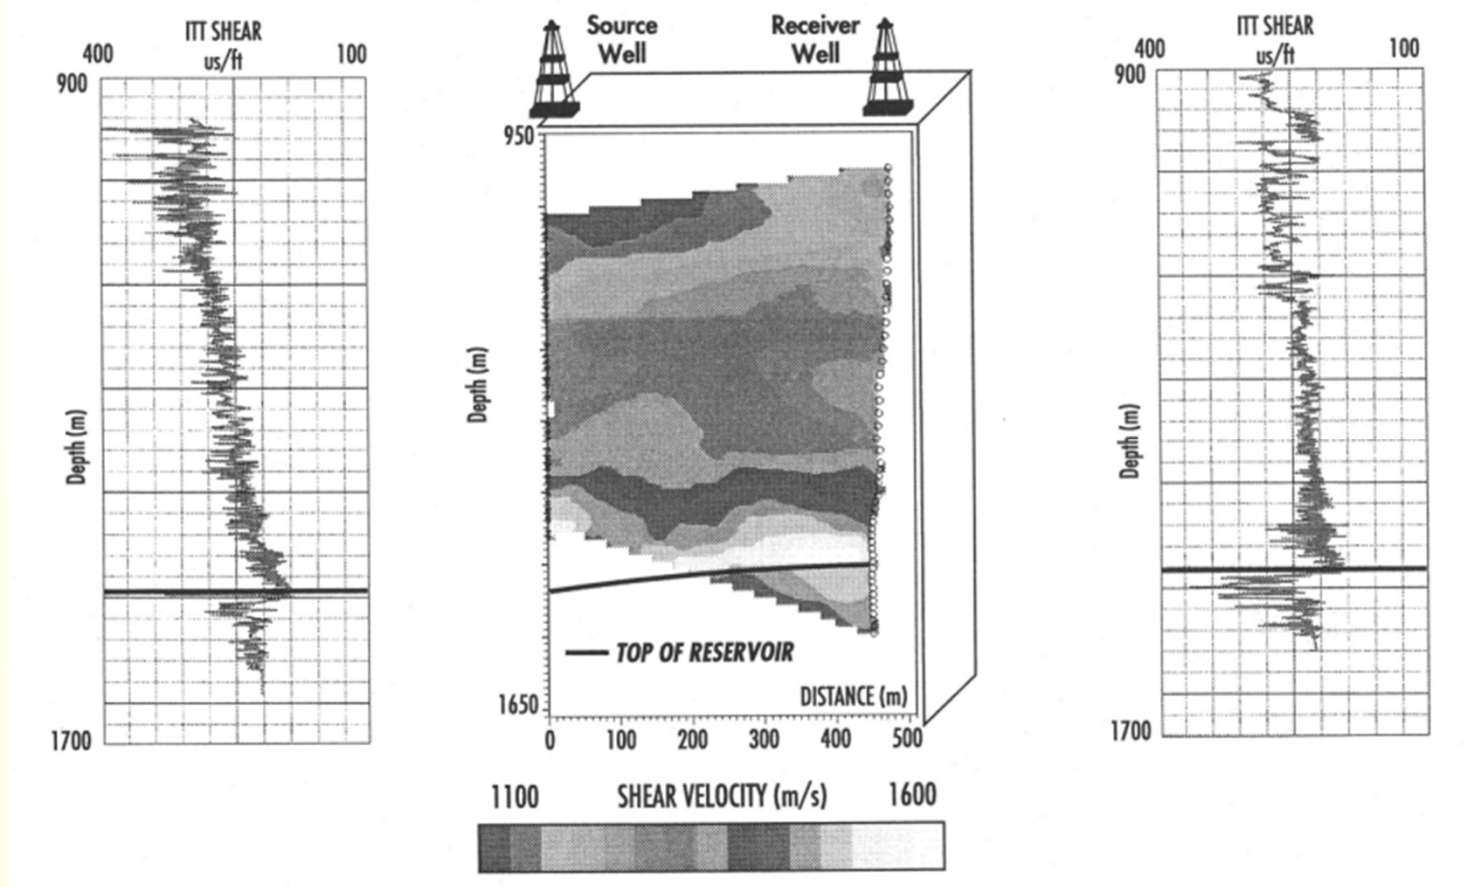 ITT SHEAR
400 us/ft 100
900
Depth (m)
1700
Source Well
Receiver Well
950
Depth (m)
TOP OF RESERVOIR
DISTANCE (m)
1650
0 100 200 300 400 500
1100 SHEAR VELOCITY (m/s) 1600
ITT SHEAR
400 us/ft 100
900
Depth (m)
1700